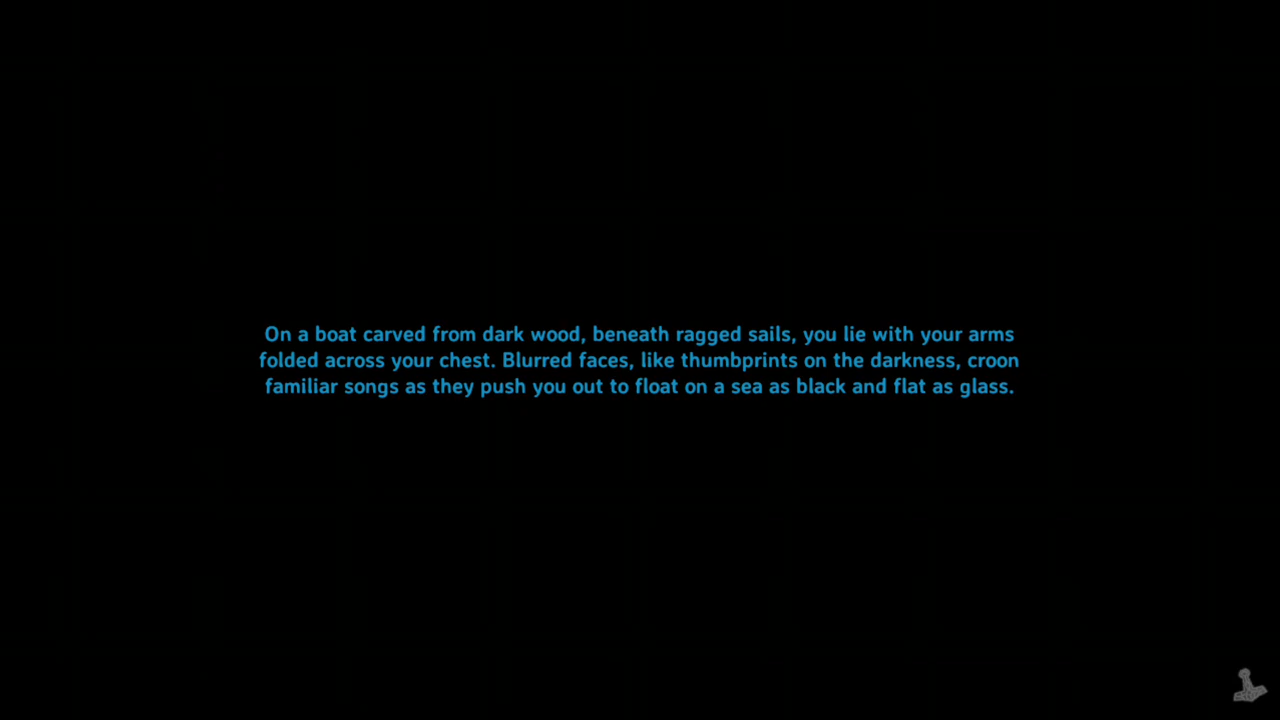 On a boat carved from dark wood, beneath ragged sails, you lie with your arms
folded across your chest. Blurred faces, like thumbprints on the darkness, croon
familiar songs as they push you out to float on a sea as black and flat as glass.